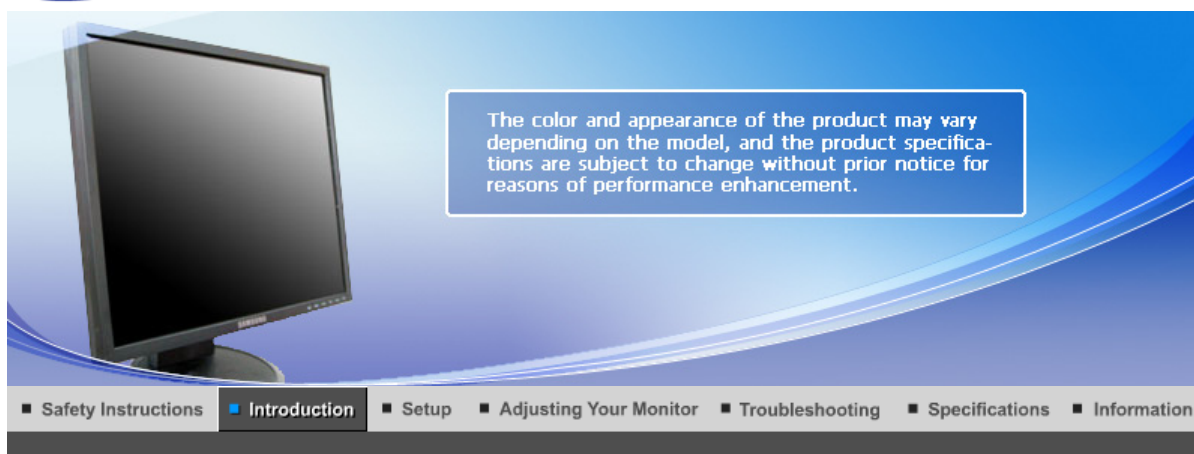 The color and appearance of the product may vary
depending on the model, and the product specifica-
tions are subject to change without prior notice for
reasons of performance enhancement.
SAMSUNG
Safety Instructions
Introduction
Setup
Adjusting Your Monitor
Troubleshooting
Specifications
Information